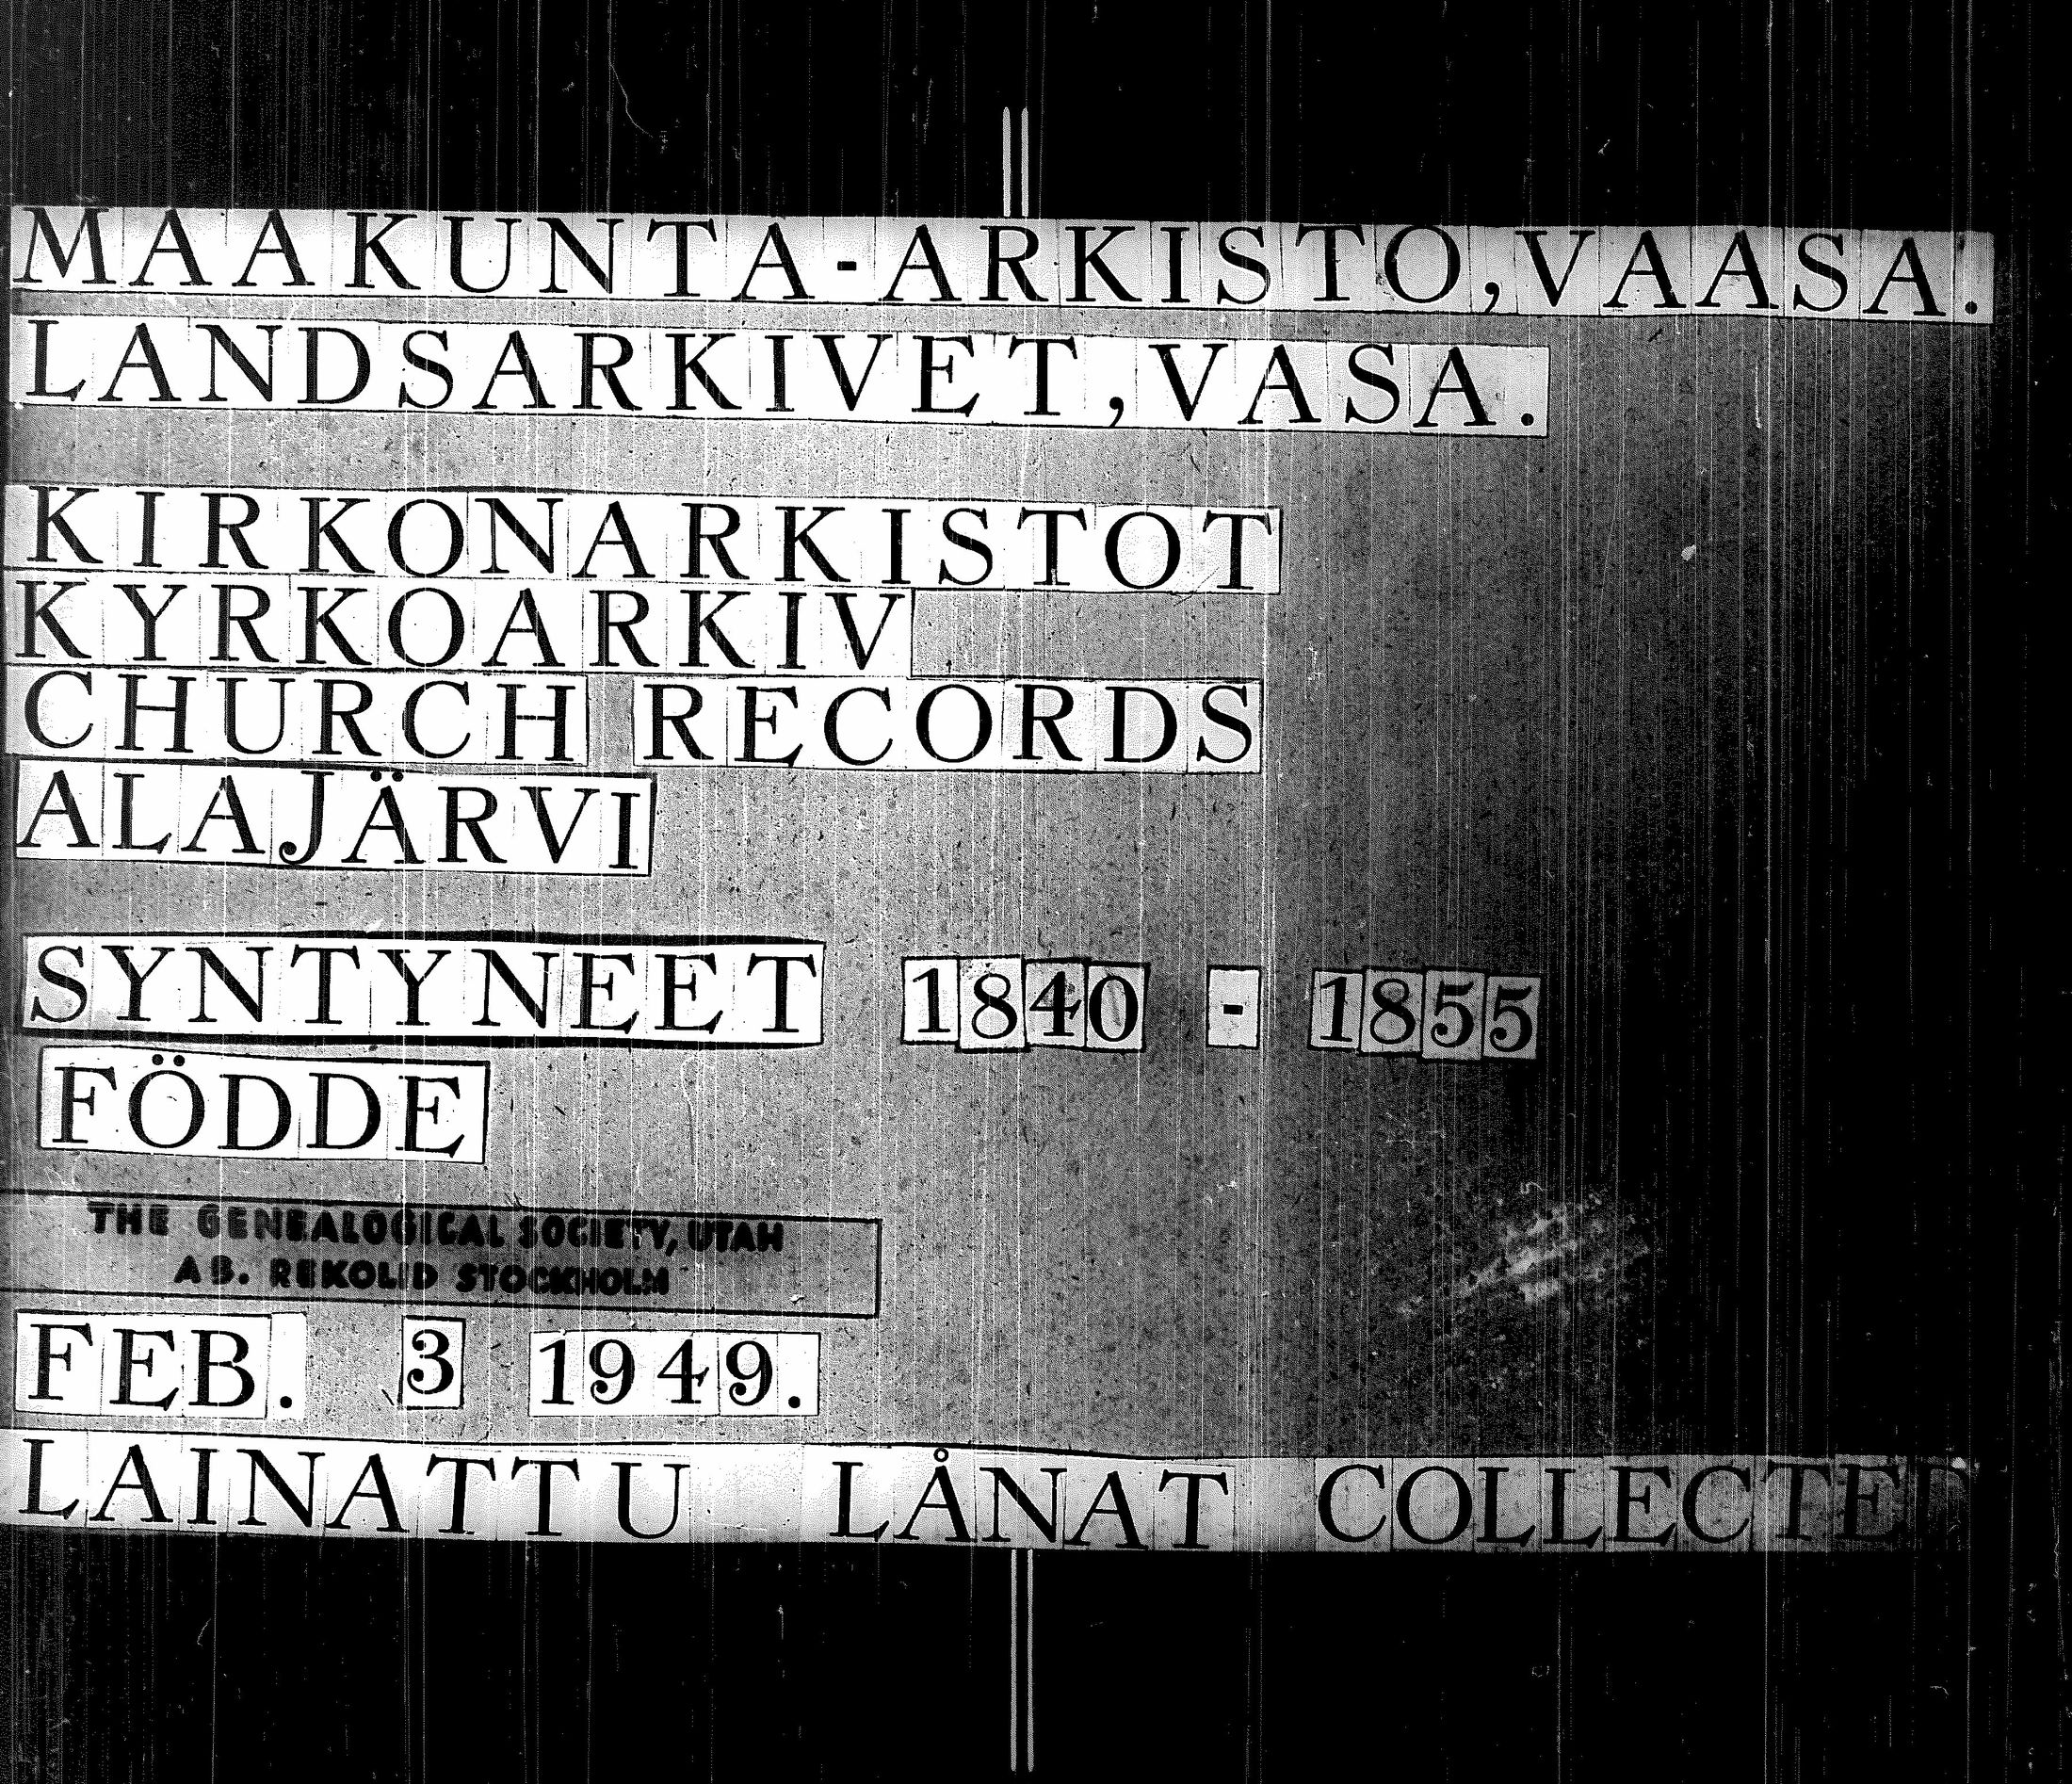 MAAKUNTA-ARKISTO, VAASA.
LANDSARKIVET, VASA.
KIRKONARKISTOT
KYRKOARKIV
CHURCH RECORDS
ALAJÄRVI
SYNTYNEET 1840 - 1855
FÖDDE
THE GENEALOGICAL SOCIETY, UTAH
AB. REKOLID STOCKHOLM
FEB. 3 1949.
LAINATTU LÅNAT COLLECTED